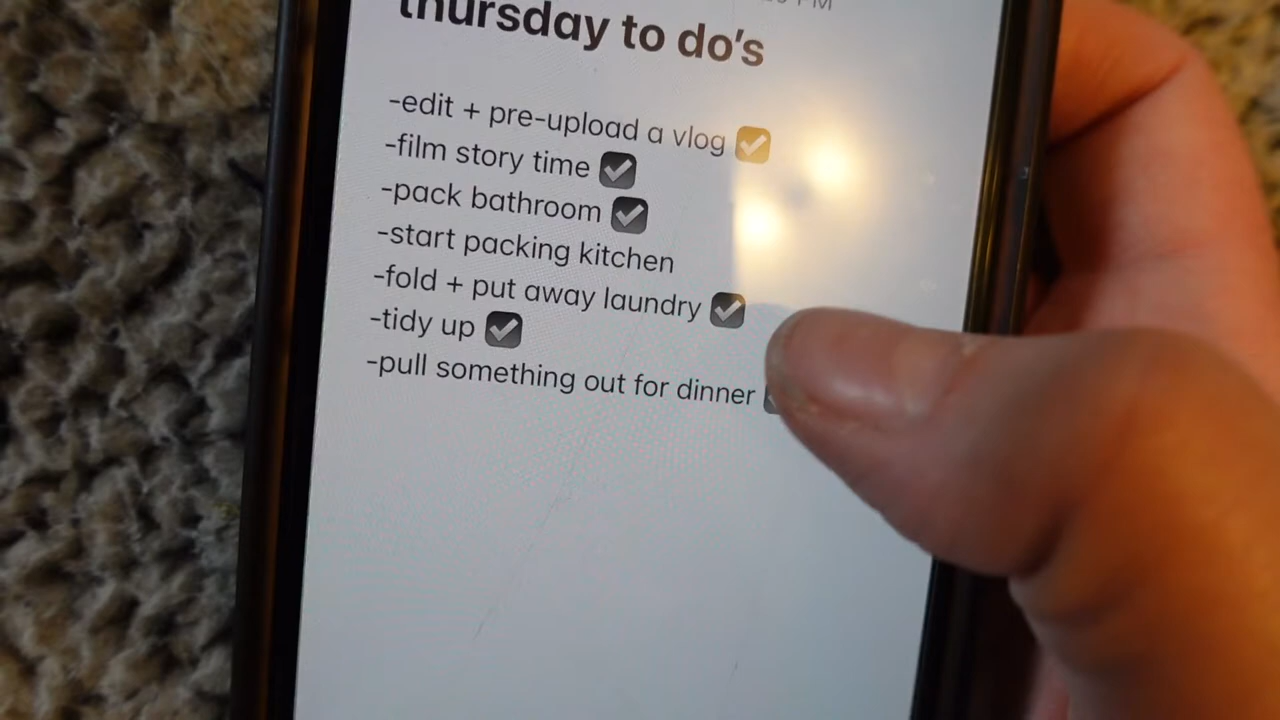 PM
thursday to do's
-edit + pre-upload a vlog ✅
-film story time ✔
-pack bathroom ✔
-start packing kitchen
-fold + put away laundry ✔
-tidy up ✔
-pull something out for dinner